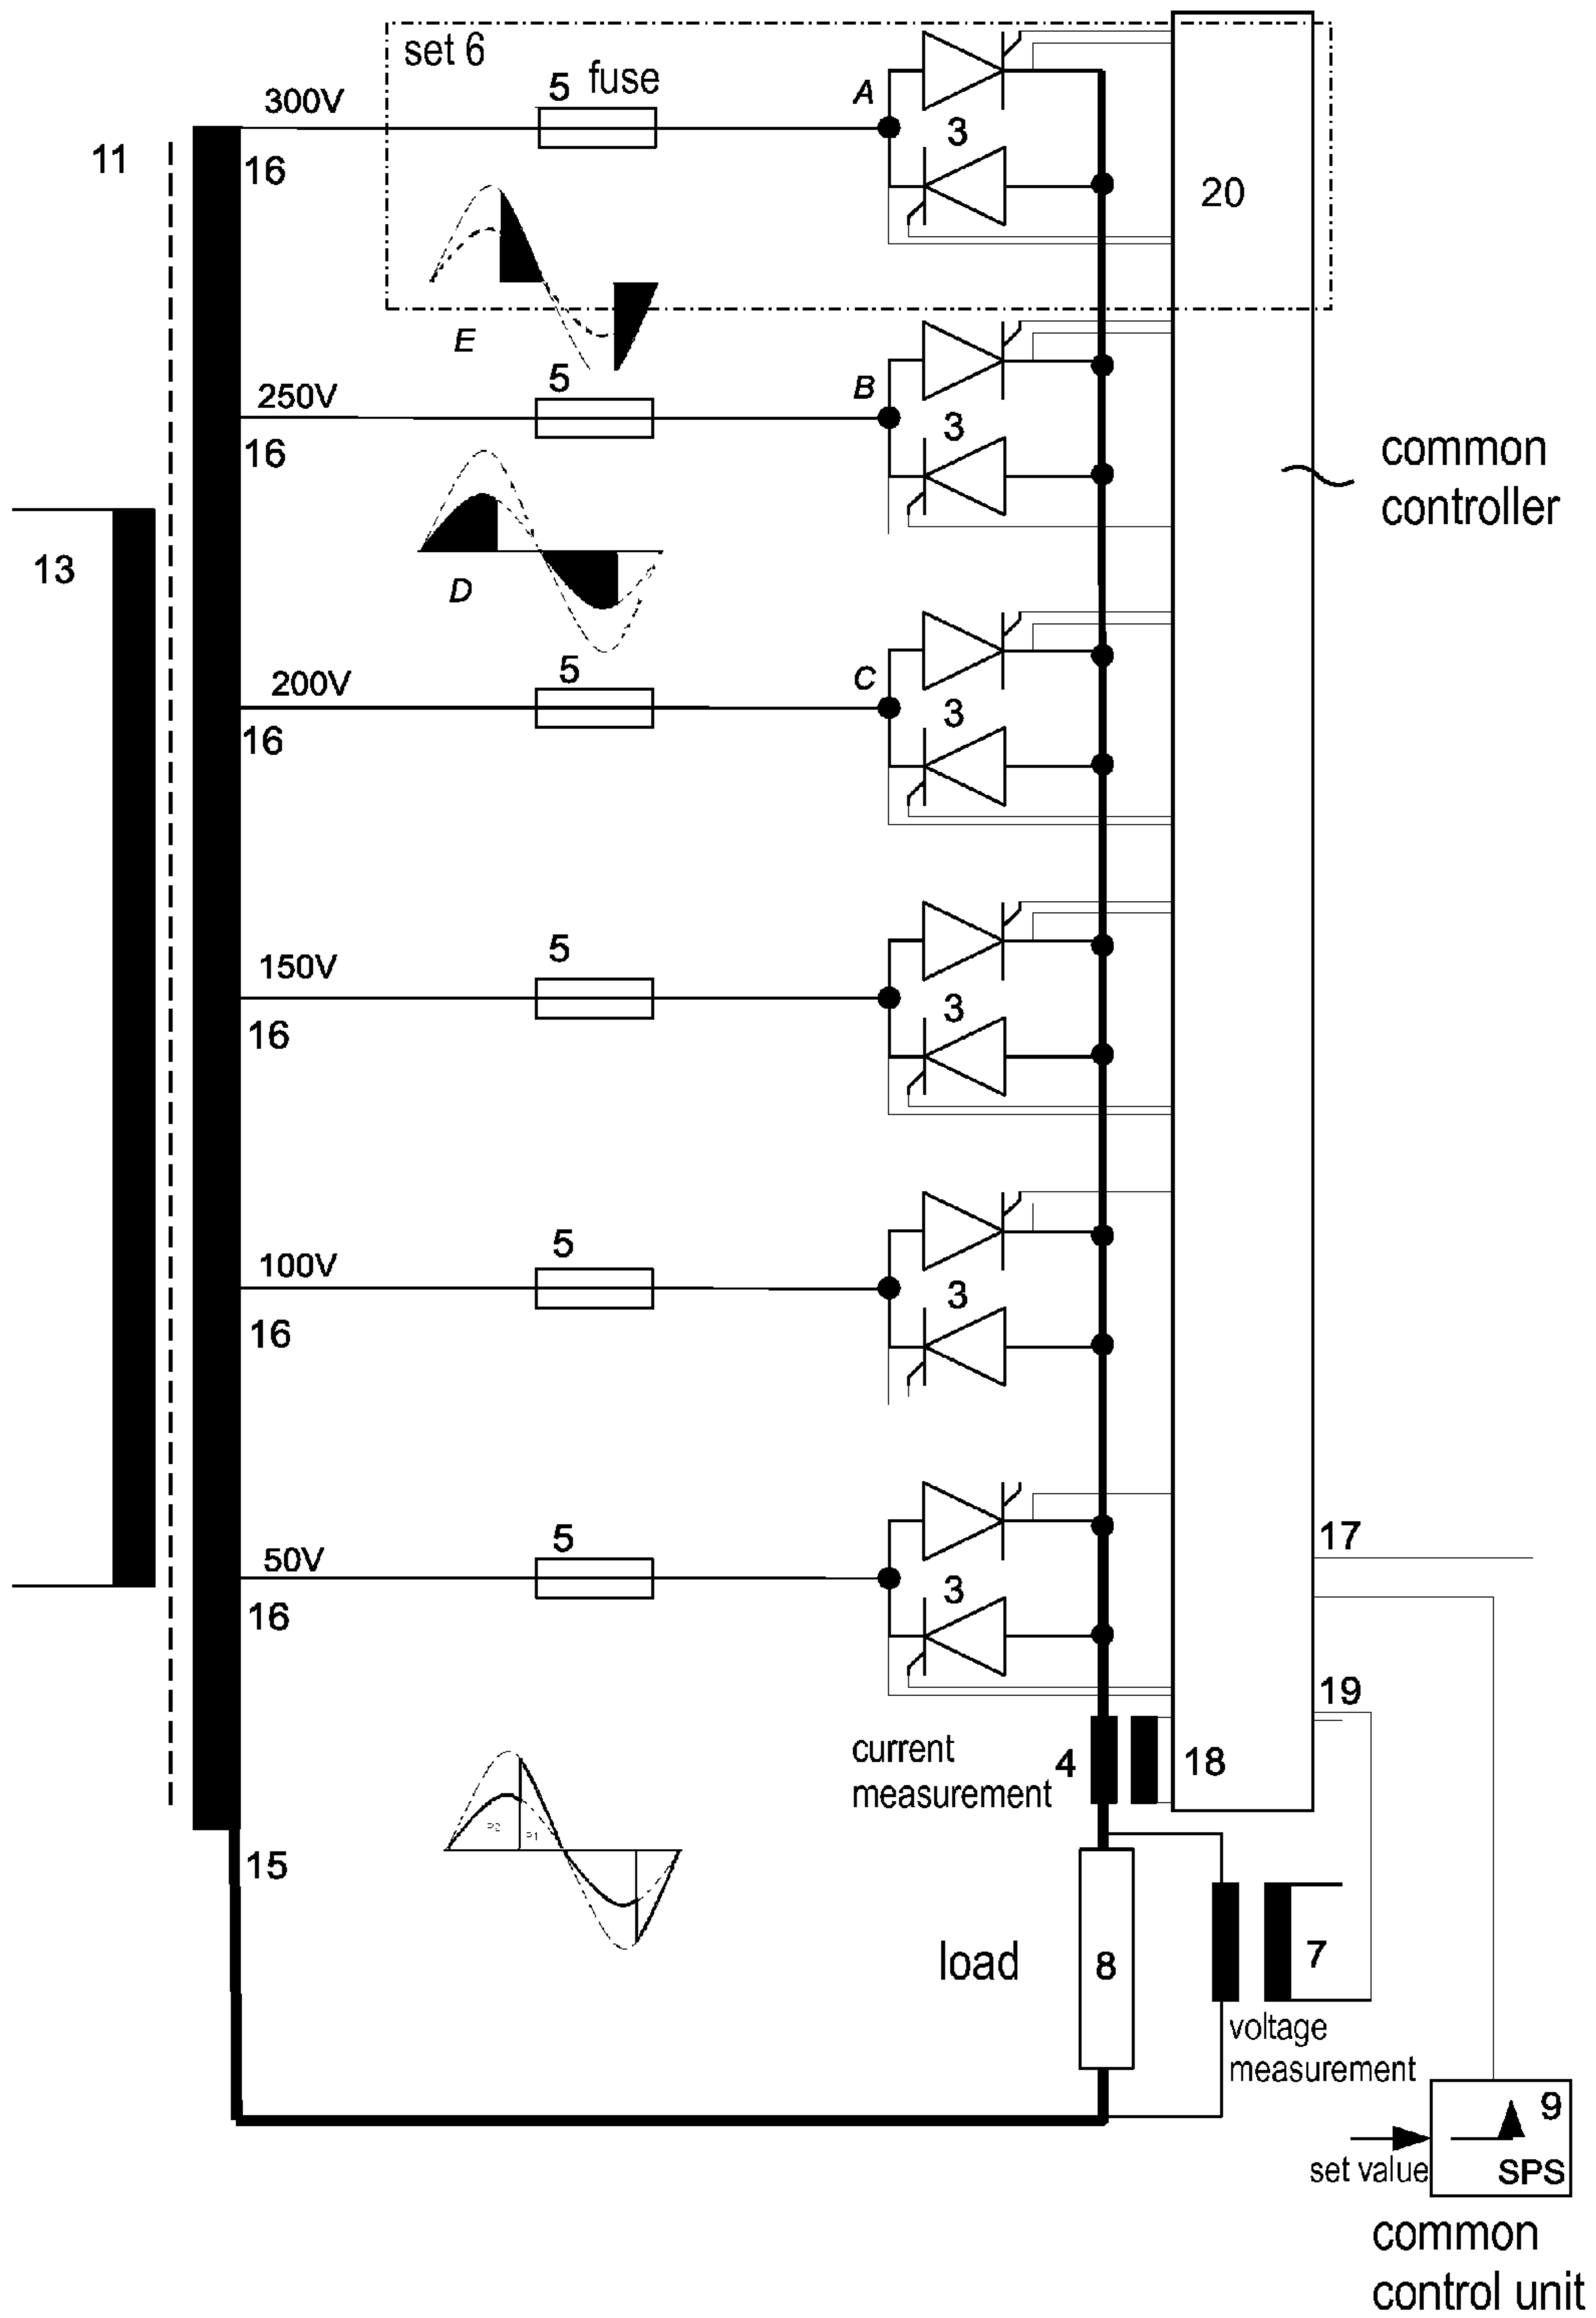 set 6
5 fuse
300V
A
11
3
16
20
E
5
250V
B
3
16
common
controller
13
D
5
200V
C
3
16
5
150V
3
16
5
100V
3
16
5
17
50V
3
16
19
current
measurement
4
18
P2
P1
15
load
8
7
voltage
measurement
9
set value
SPS
common
control unit